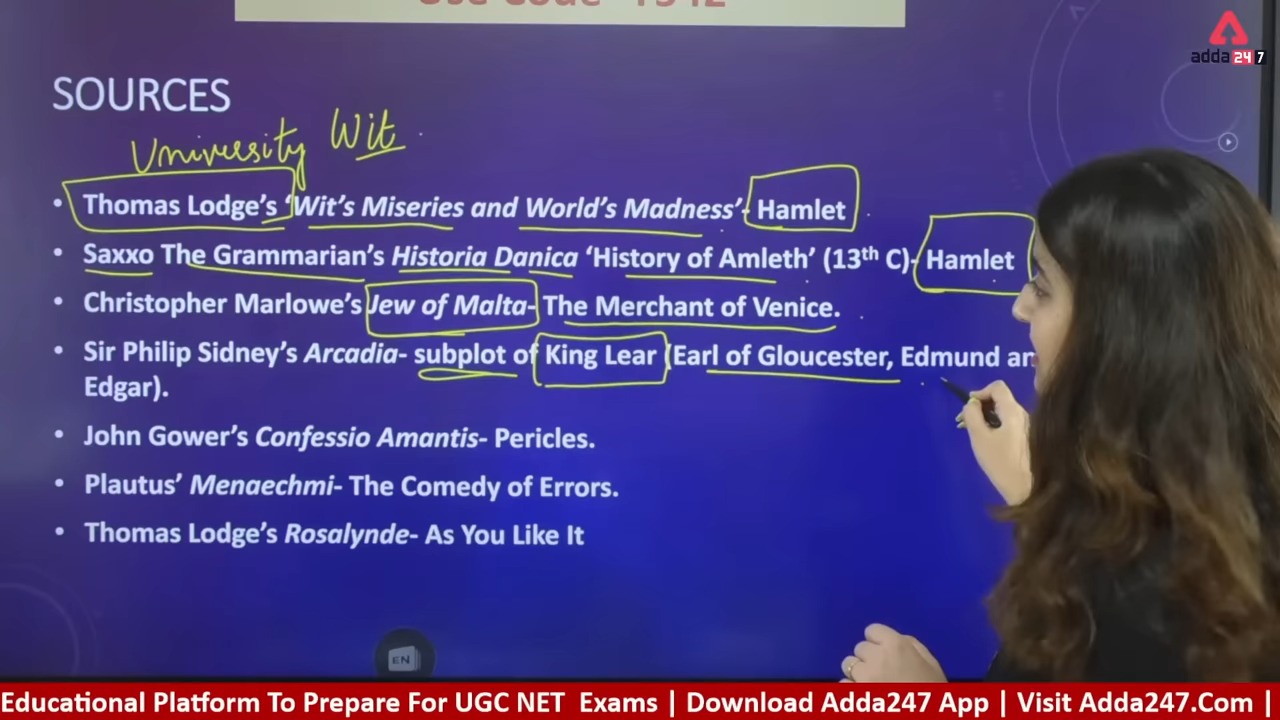 adda247
SOURCES
University Wit
• Thomas Lodge's 'Wit's Miseries and World's Madness'- Hamlet
• Saxxo The Grammarian's Historia Danica 'History of Amleth' (13th C)- Hamlet
• Christopher Marlowe's Jew of Malta- The Merchant of Venice.
• Sir Philip Sidney's Arcadia- subplot of King Lear (Earl of Gloucester, Edmund
Edgar).
• John Gower's Confessio Amantis- Pericles.
• Plautus' Menaechmi- The Comedy of Errors.
• Thomas Lodge's Rosalynde- As You Like It
EN
Educational Platform To Prepare For UGC NET Exams | Download Adda247 App | Visit Adda247.Com |